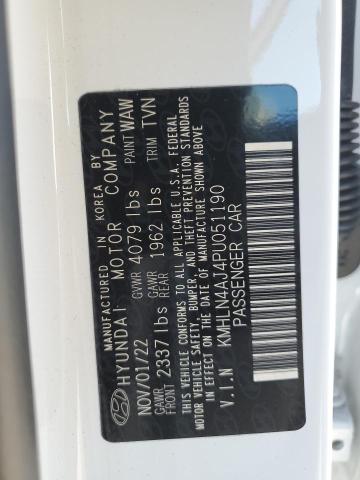 MANUFACTURED IN KOREA BY
HYUNDAI MOTOR COMPANY
NOV/01/22 GVWR 4079 lbs PAINT WAW
GAWR FRONT 2337 lbs GAWR REAR 1962 lbs TRIM TVN
THIS VEHICLE CONFORMS TO ALL APPLICABLE U.S.A. FEDERAL
MOTOR VEHICLE SAFETY, BUMPER, AND THEFT PREVENTION STANDARDS
IN EFFECT ON THE DATE OF MANUFACTURE SHOWN ABOVE
V.I.N KMHLN4AJ4PU051190
PASSENGER CAR